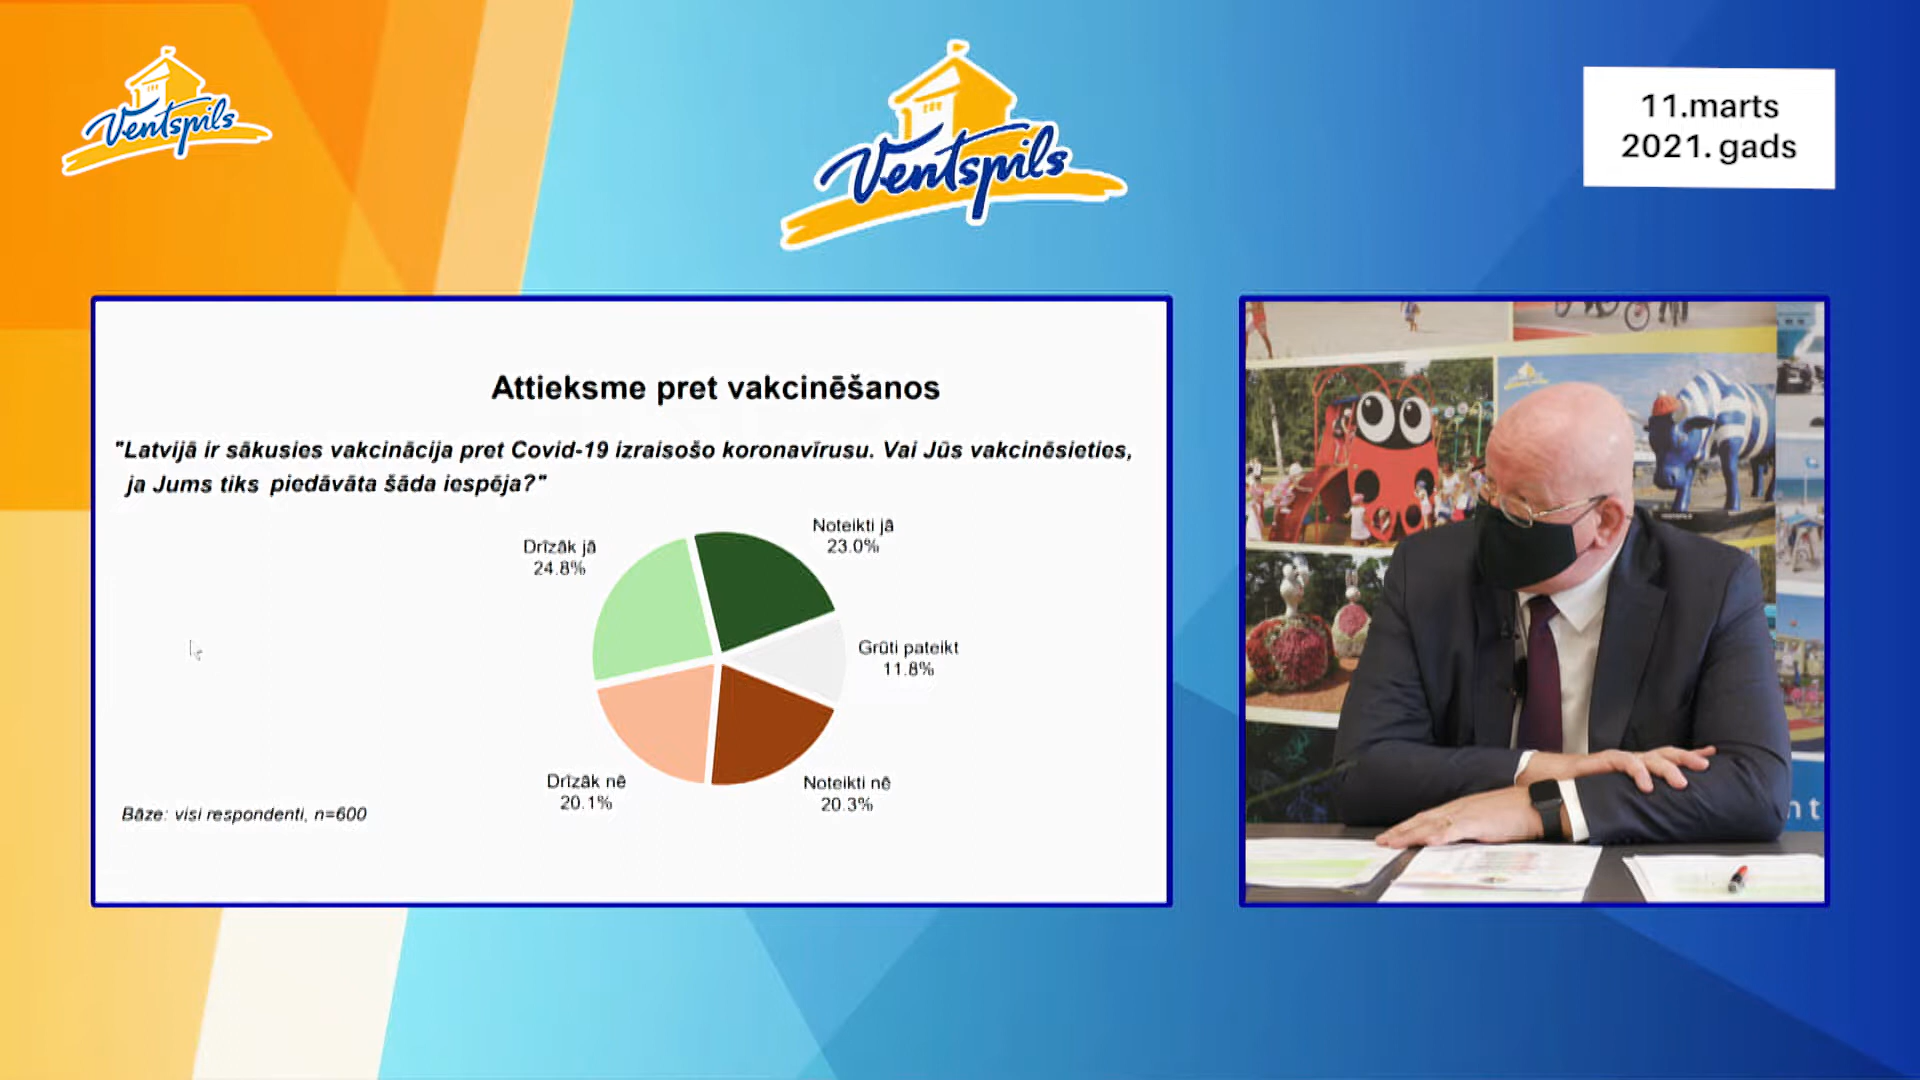 Ventspils
Ventspils
11.marts
2021. gads
Attieksme pret vakcinēšanos
"Latvijā ir sākusies vakcinācija pret Covid-19 izraisošo koronavīrusu. Vai Jūs vakcinēsieties,
ja Jums tiks piedāvāta šāda iespēja?"
Noteikti jā
23.0%
Drīzāk jā
24.8%
Grūti pateikt
11.8%
Drīzāk nē
20.1%
Noteikti nē
20.3%
Bāze: visi respondenti, n=600
nt